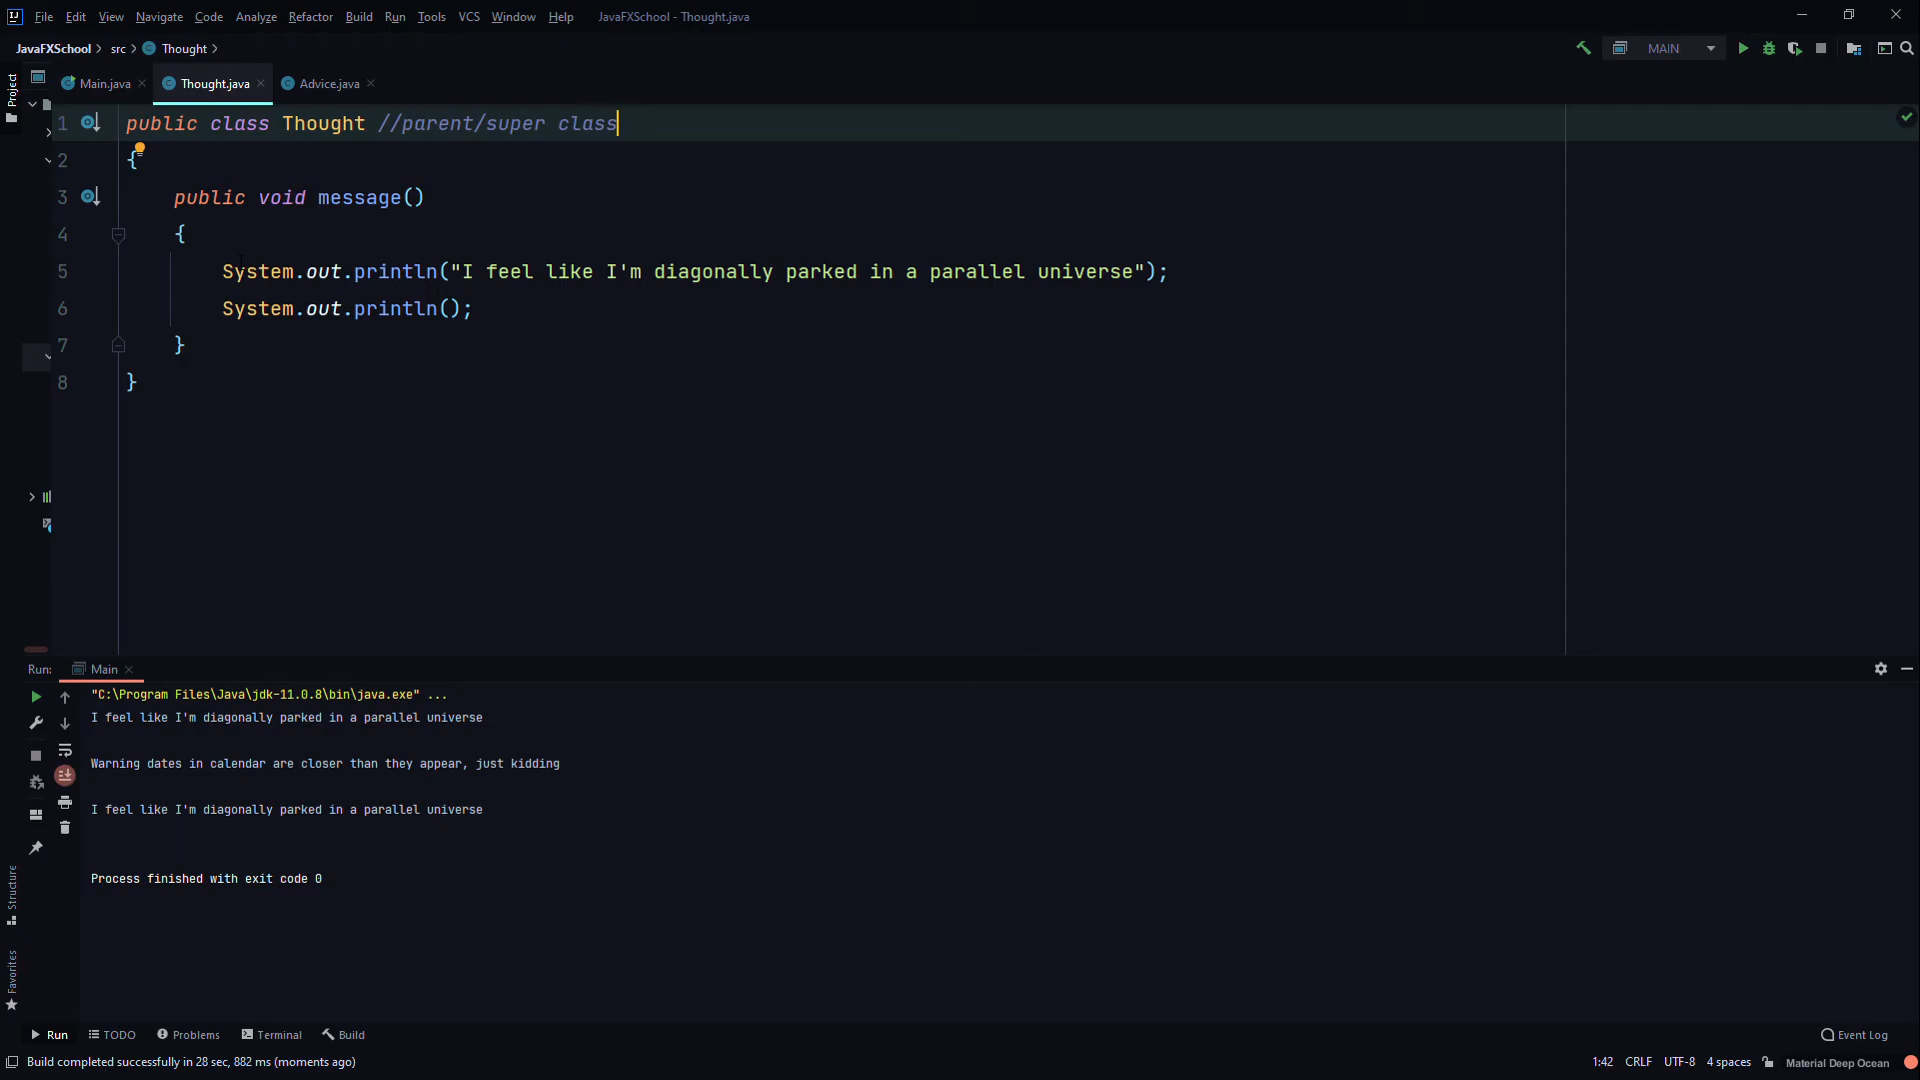 File Edit View Navigate Code Analyze Refactor Build Run Tools VCS Window Help JavaFXSchool - Thought.java
JavaFXSchool src Thought MAIN
Project
Main.java Thought.java Advice.java
1 public class Thought //parent/super class
2 {
3 public void message()
4 {
5 System.out.println("I feel like I'm diagonally parked in a parallel universe");
6 System.out.println();
7 }
8 }
Run: Main
"C:\Program Files\Java\jdk-11.0.8\bin\java.exe" ...
I feel like I'm diagonally parked in a parallel universe
Warning dates in calendar are closer than they appear, just kidding
I feel like I'm diagonally parked in a parallel universe
Process finished with exit code 0
Structure
Favorites
Run TODO Problems Terminal Build Event Log
Build completed successfully in 28 sec, 882 ms (moments ago) 1:42 CRLF UTF-8 4 spaces Material Deep Ocean